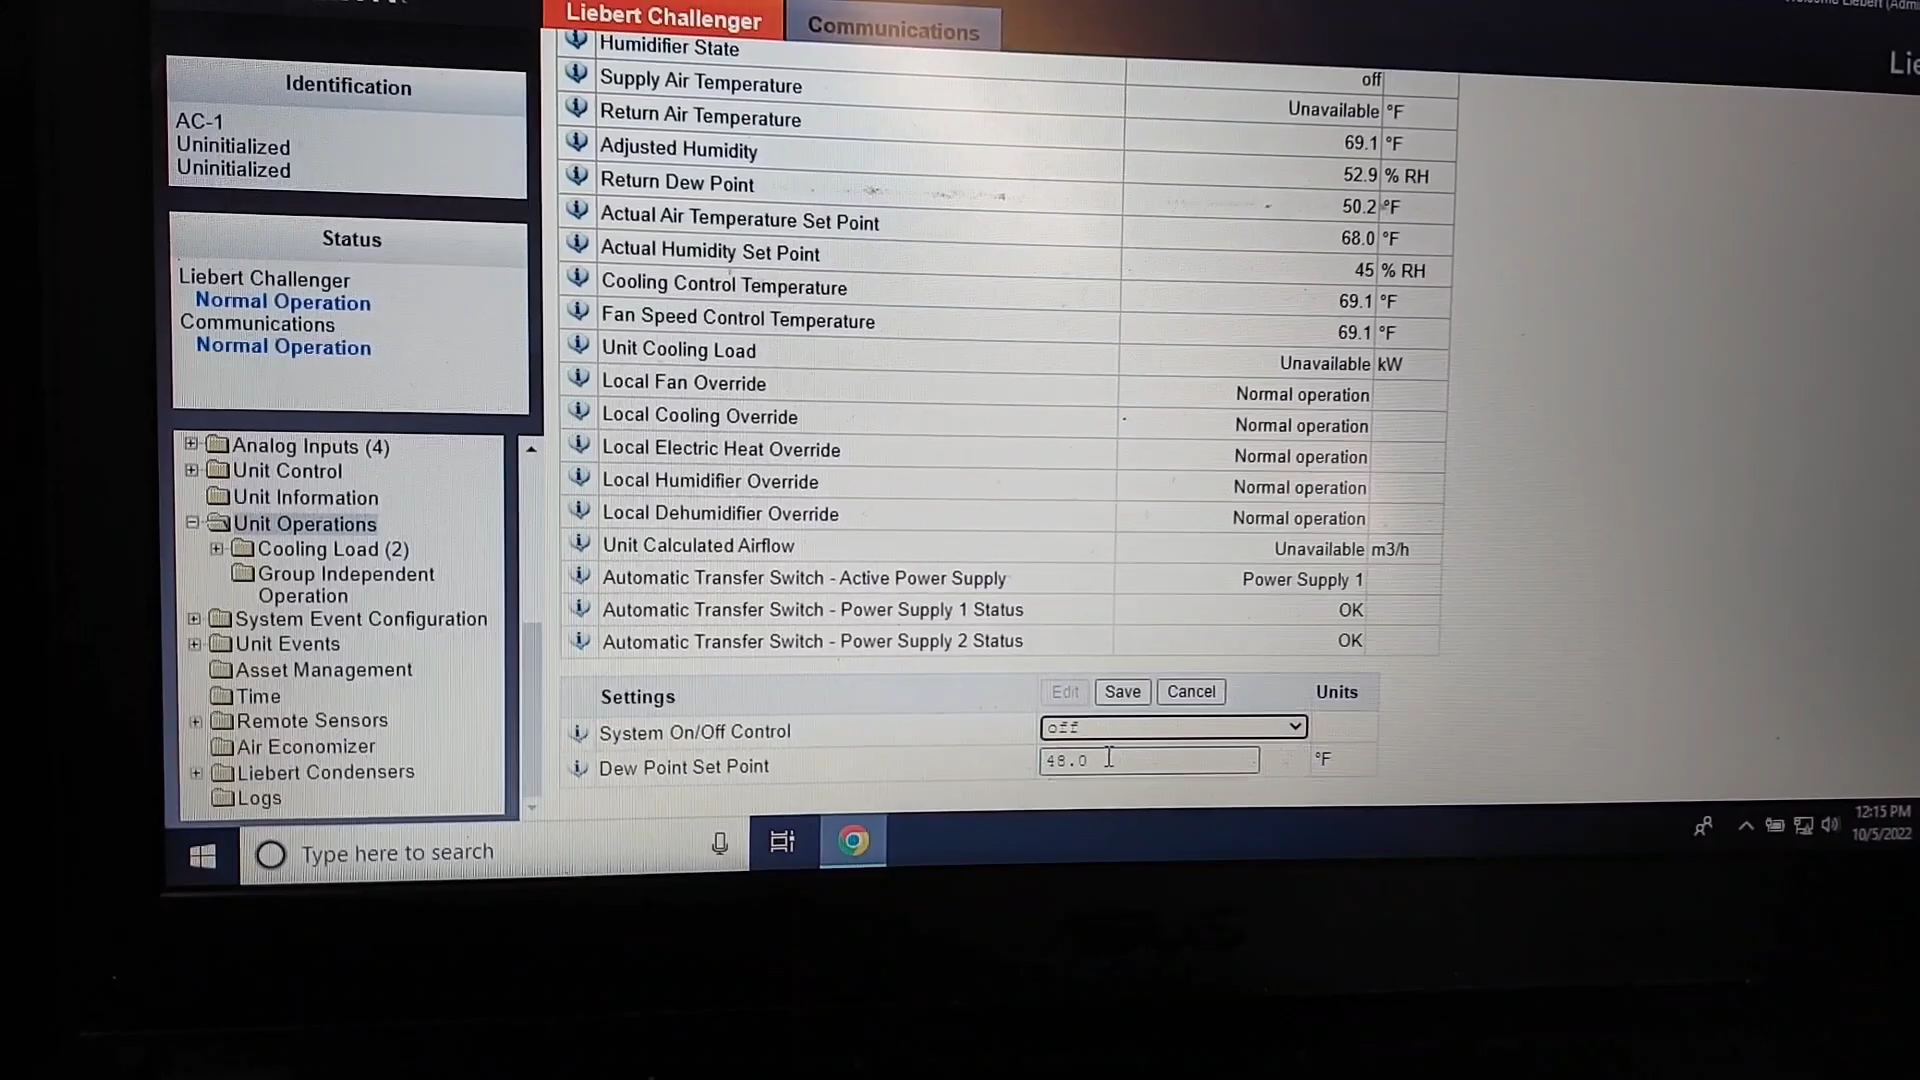 Liebert Challenger
Communications
Identification
AC-1
Uninitialized
Uninitialized
Status
Liebert Challenger
Normal Operation
Communications
Normal Operation
Analog Inputs (4)
Unit Control
Unit Information
Unit Operations
Cooling Load (2)
Group Independent
Operation
System Event Configuration
Unit Events
Asset Management
Time
Remote Sensors
Air Economizer
Liebert Condensers
Logs
Humidifier State off
Supply Air Temperature Unavailable °F
Return Air Temperature 69.1 °F
Adjusted Humidity 52.9 % RH
Return Dew Point 50.2 °F
Actual Air Temperature Set Point 68.0 °F
Actual Humidity Set Point 45 % RH
Cooling Control Temperature 69.1 °F
Fan Speed Control Temperature 69.1 °F
Unit Cooling Load Unavailable kW
Local Fan Override Normal operation
Local Cooling Override Normal operation
Local Electric Heat Override Normal operation
Local Humidifier Override Normal operation
Local Dehumidifier Override Normal operation
Unit Calculated Airflow Unavailable m3/h
Automatic Transfer Switch - Active Power Supply Power Supply 1
Automatic Transfer Switch - Power Supply 1 Status OK
Automatic Transfer Switch - Power Supply 2 Status OK
Settings Edit Save Cancel Units
System On/Off Control off
Dew Point Set Point 48.0 °F
Type here to search
12:15 PM
10/5/2022